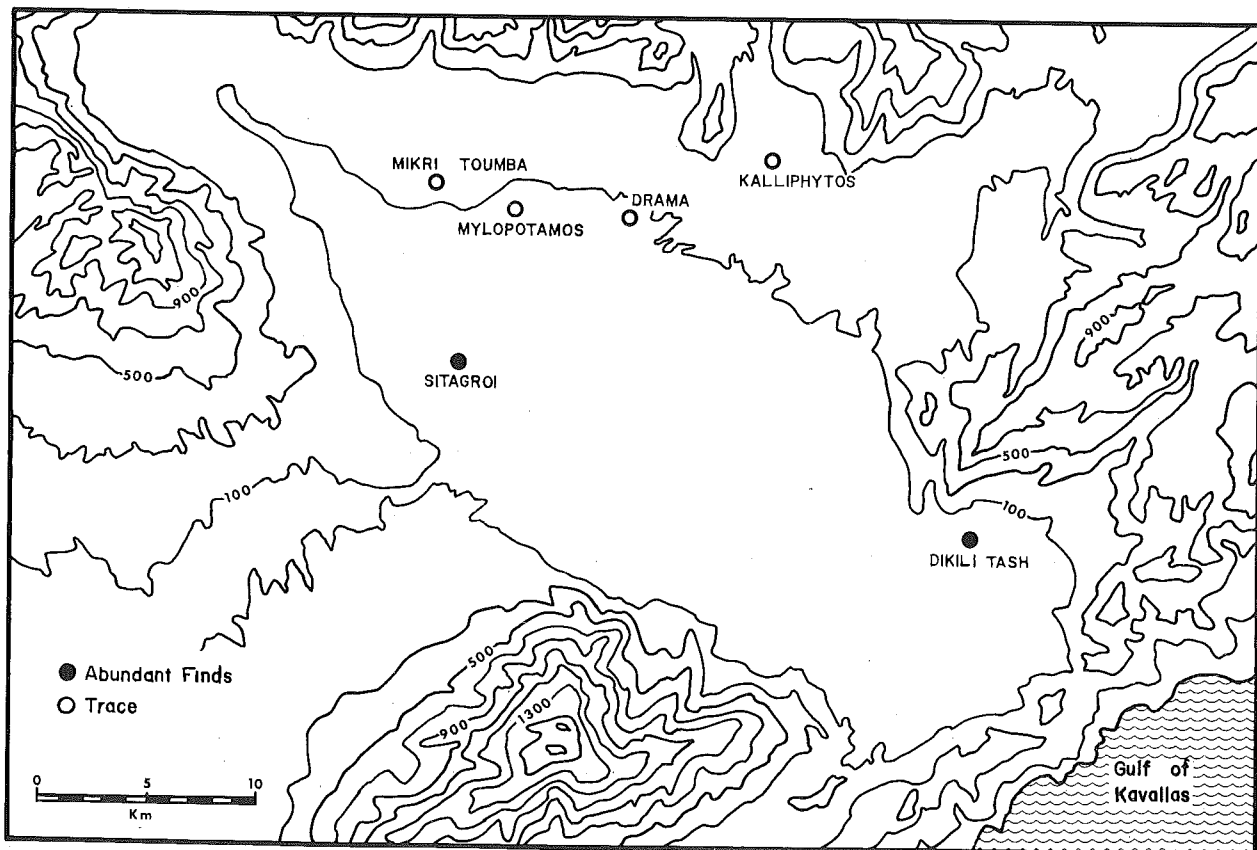 MIKRI TOUMBA
KALLIPHYTOS
DRAMA
MYLOPOTAMOS
900
900
500
SITAGROI
500
100
100
DIKILI TASH
500
Abundant Finds
Trace
900
1300
0 5 10
Km
Gulf of
Kavallas